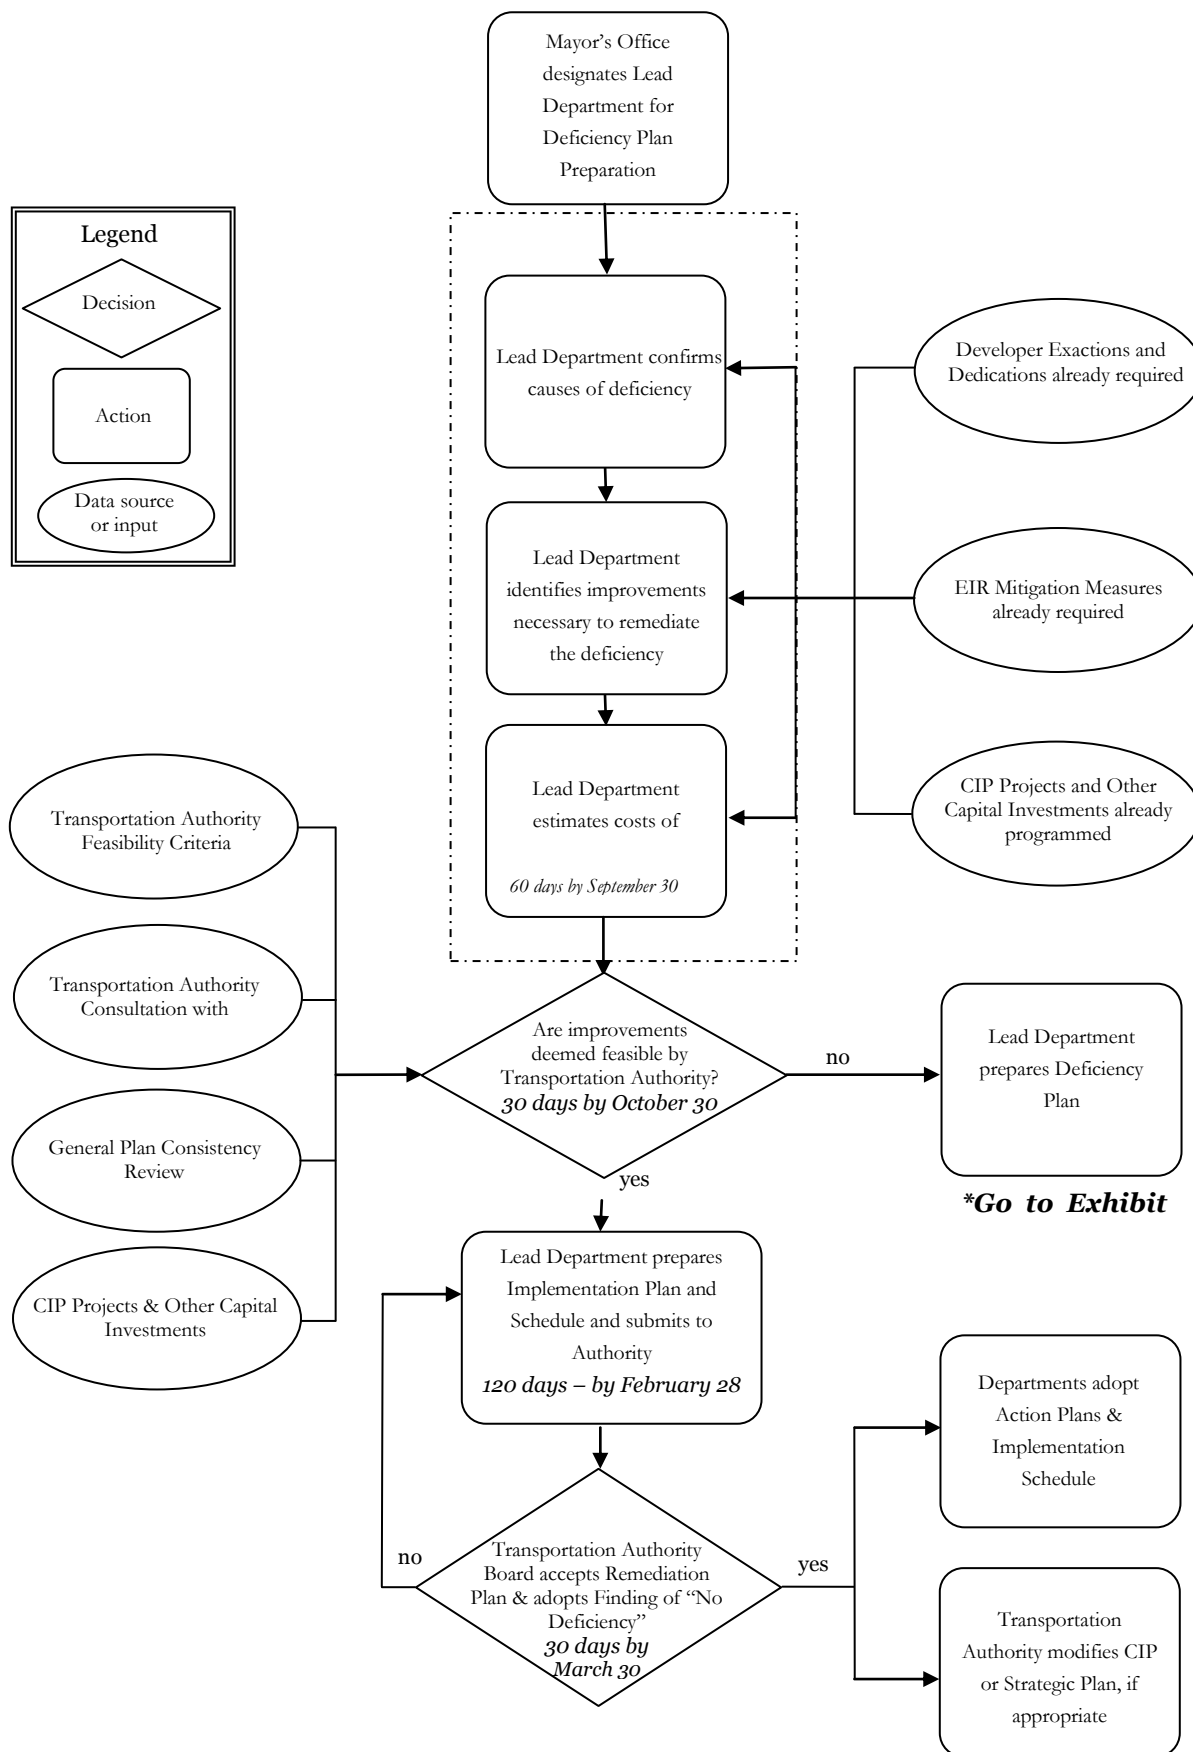 Mayor’s Office
designates Lead
Department for
Deficiency Plan
Preparation
Legend
Decision
Action
Data source
or input
Lead Department confirms
causes of deficiency
Developer Exactions and
Dedications already required
Lead Department
identifies improvements
necessary to remediate
the deficiency
EIR Mitigation Measures
already required
Lead Department
estimates costs of
60 days by September 30
CIP Projects and Other
Capital Investments already
programmed
Transportation Authority
Feasibility Criteria
Transportation Authority
Consultation with
General Plan Consistency
Review
CIP Projects & Other Capital
Investments
Are improvements
deemed feasible by
Transportation Authority?
30 days by October 30
no
Lead Department
prepares Deficiency
Plan
*Go to Exhibit
yes
Lead Department prepares
Implementation Plan and
Schedule and submits to
Authority
120 days – by February 28
no
Transportation Authority
Board accepts Remediation
Plan & adopts Finding of “No
Deficiency”
30 days by
March 30
yes
Departments adopt
Action Plans &
Implementation
Schedule
Transportation
Authority modifies CIP
or Strategic Plan, if
appropriate